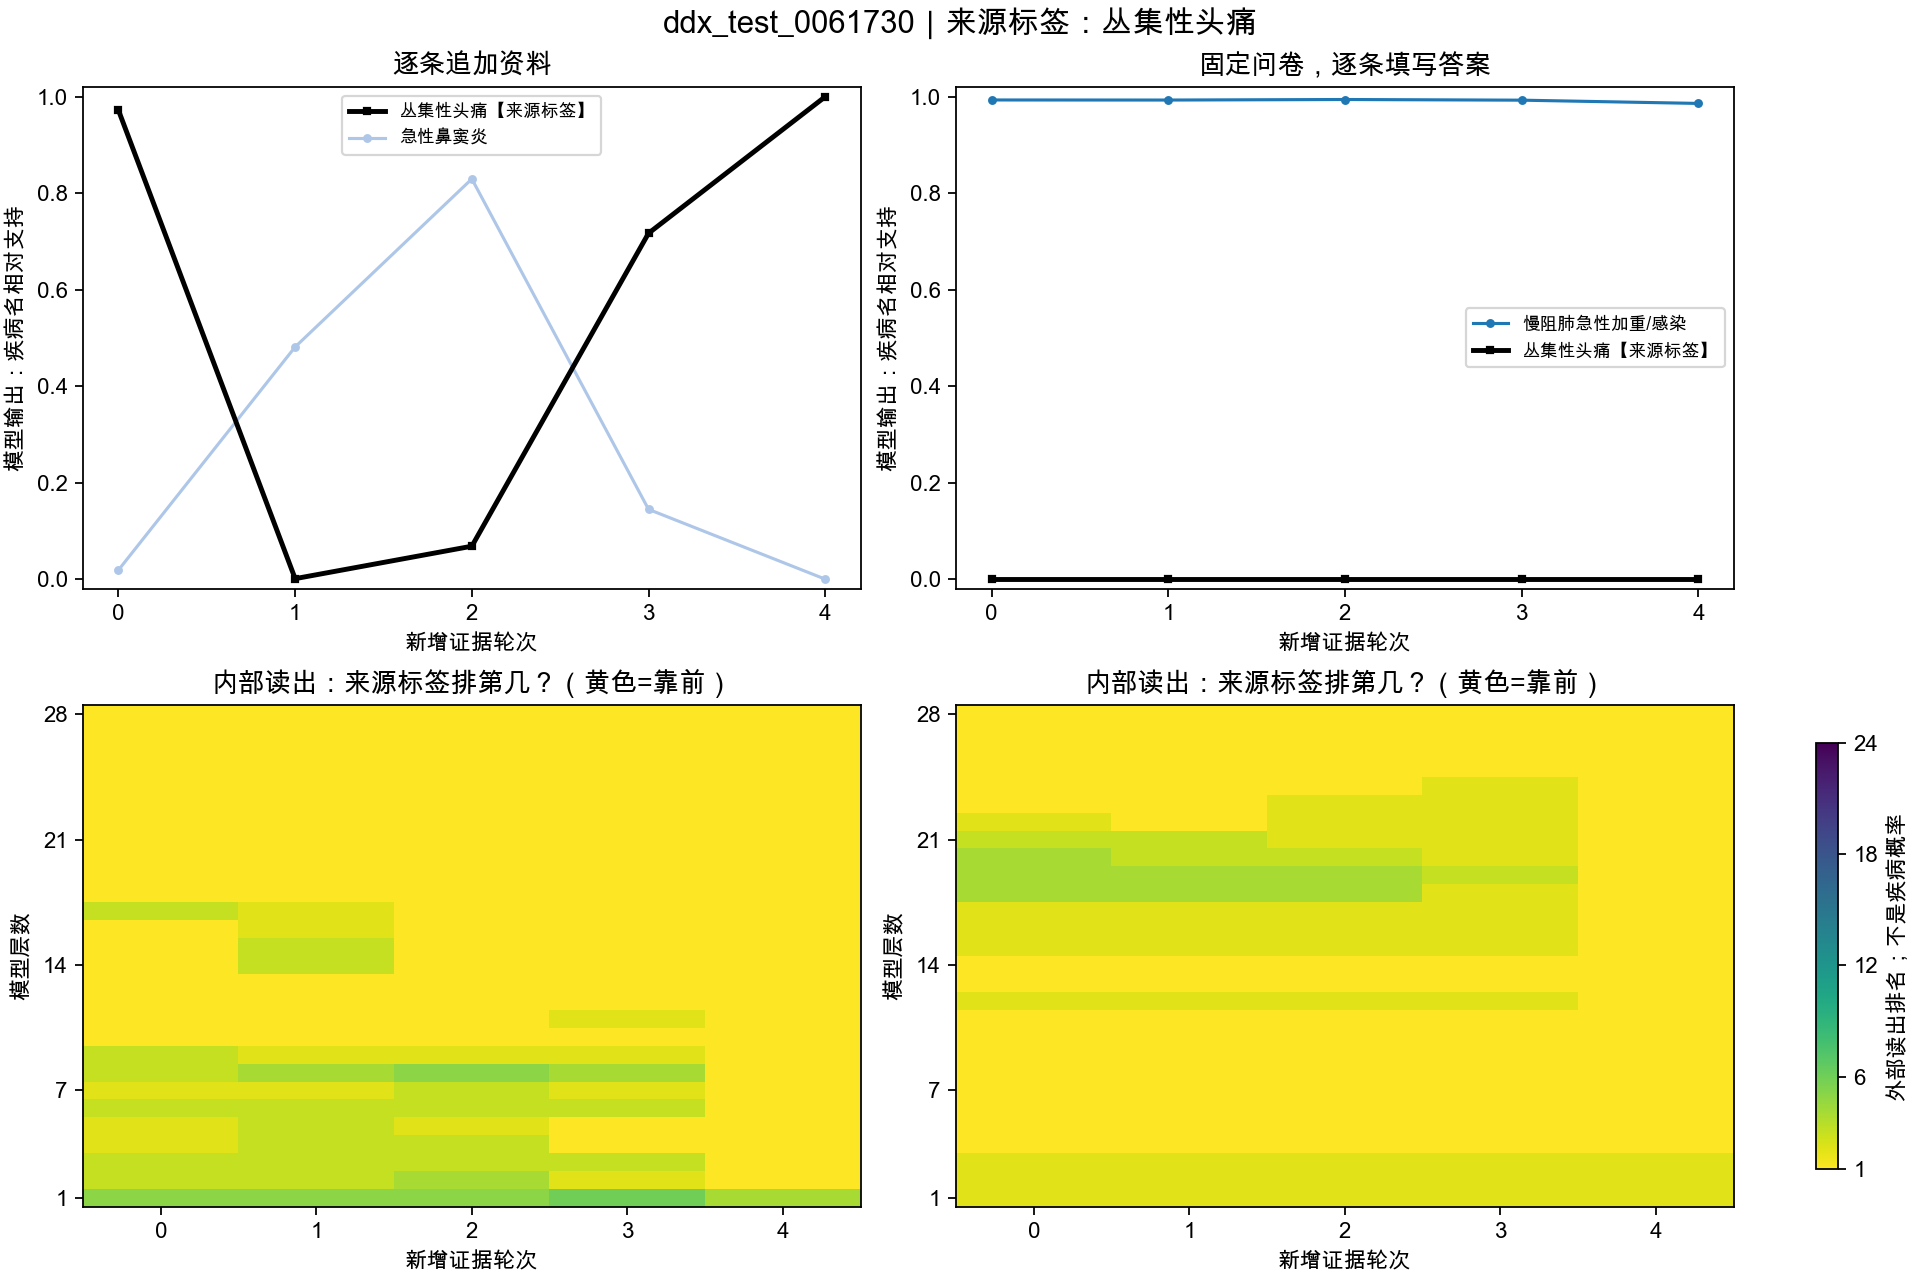 ddx_test_0061730 | 来源标签：丛集性头痛
逐条追加资料
模型输出：疾病名相对支持
1.0
0.8
0.6
0.4
0.2
0.0
丛集性头痛【来源标签】
急性鼻窦炎
0 1 2 3 4
新增证据轮次
固定问卷，逐条填写答案
模型输出：疾病名相对支持
1.0
0.8
0.6
0.4
0.2
0.0
慢阻肺急性加重/感染
丛集性头痛【来源标签】
0 1 2 3 4
新增证据轮次
内部读出：来源标签排第几？（黄色=靠前）
模型层数
28
21
14
7
1
0 1 2 3 4
新增证据轮次
内部读出：来源标签排第几？（黄色=靠前）
模型层数
28
21
14
7
1
0 1 2 3 4
新增证据轮次
24
18
12
6
1
外部读出排名；不是疾病概率